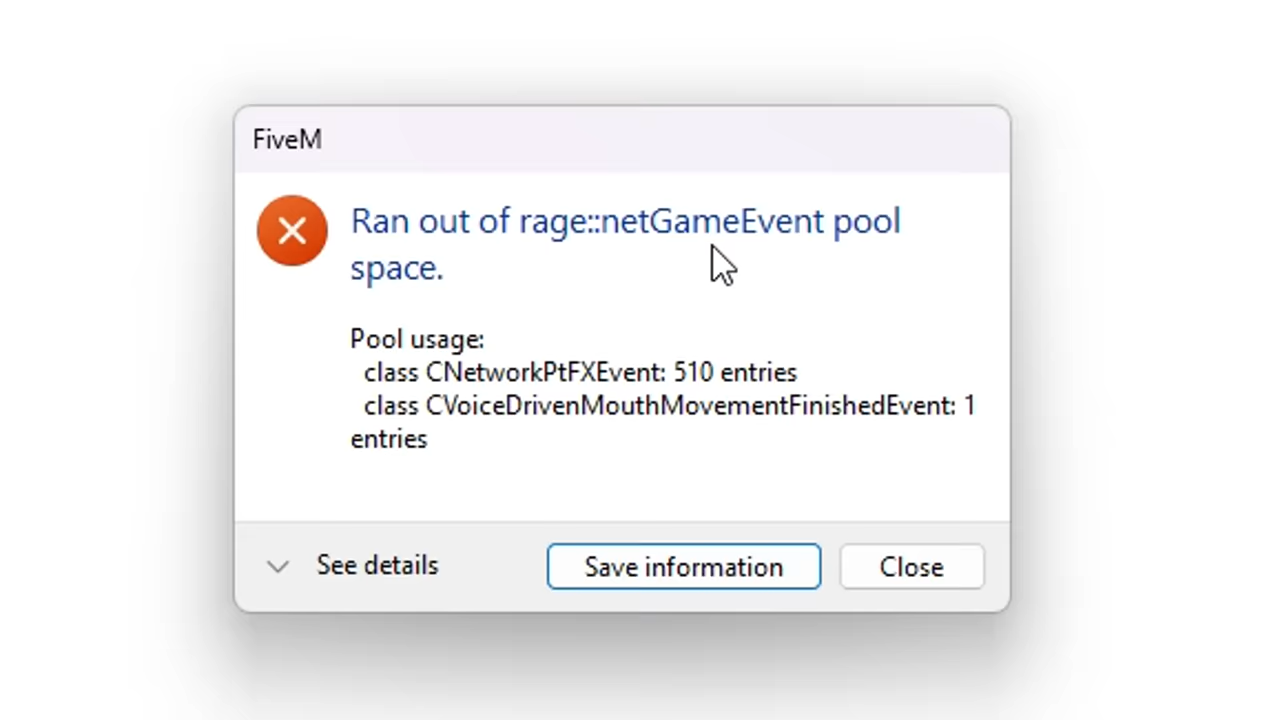 FiveM
Ran out of rage::netGameEvent pool
space.
Pool usage:
class CNetworkPtFXEvent: 510 entries
class CVoiceDrivenMouthMovementFinishedEvent: 1
entries
See details
Save information
Close